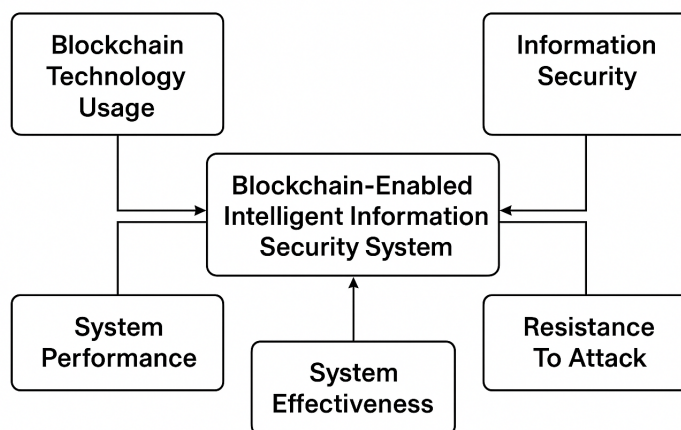 Blockchain
Technology
Usage
Information
Security
Blockchain-Enabled
Intelligent Information
Security System
System
Performance
System
Effectiveness
Resistance
To Attack